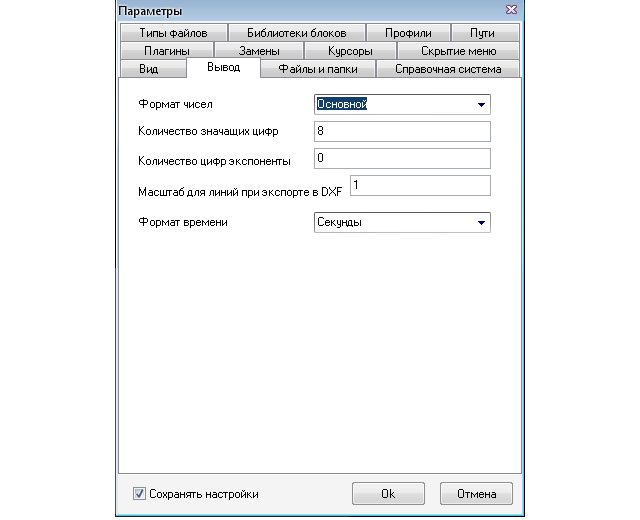 Параметры
Типы файлов Библиотеки блоков Профили Пути
Плагины Замены Курсоры Скрытие меню
Вид Вывод Файлы и папки Справочная система
Формат чисел Основной
Количество значащих цифр 8
Количество цифр экспоненты 0
Масштаб для линий при экспорте в DXF 1
Формат времени Секунды
Сохранять настройки Ok Отмена